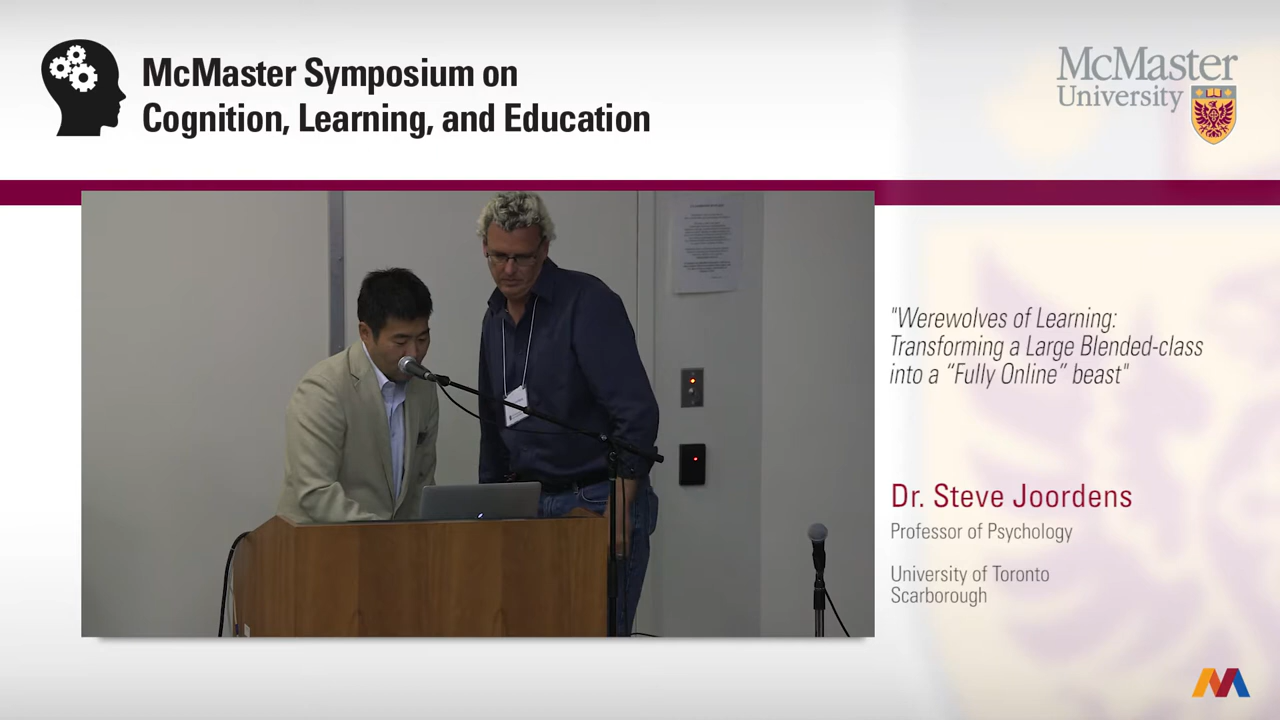 McMaster Symposium on
Cognition, Learning, and Education
McMaster
University
"Werewolves of Learning:
Transforming a Large Blended-class
into a “Fully Online” beast"
Dr. Steve Joordens
Professor of Psychology
University of Toronto
Scarborough